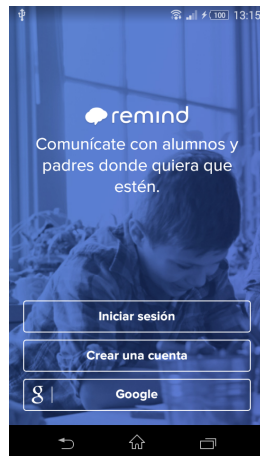 100 13:15
remind
Comunícate con alumnos y
padres donde quiera que
estén.
Iniciar sesión
Crear una cuenta
g | Google